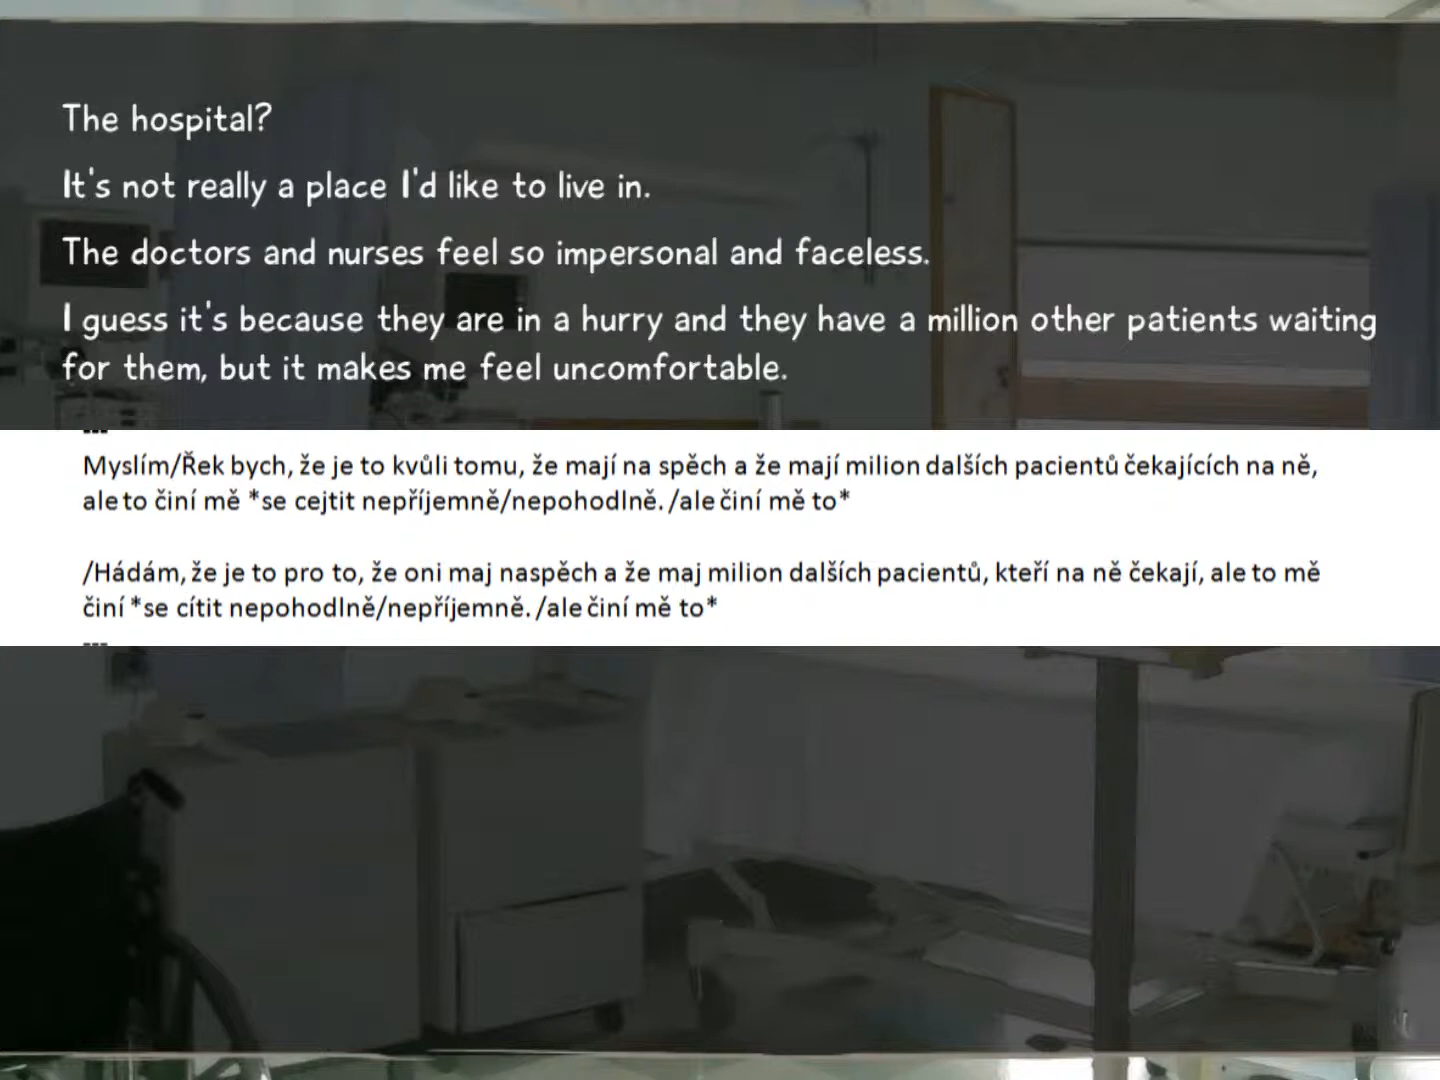 The hospital?
It's not really a place I'd like to live in.
The doctors and nurses feel so impersonal and faceless.
I guess it's because they are in a hurry and they have a million other patients waiting
for them, but it makes me feel uncomfortable.
---
Myslím/Řek bych, že je to kvůli tomu, že mají na spěch a že mají milion dalších pacientů čekajících na ně,
ale to činí mě *se cejtit nepříjemně/nepohodlně. /ale činí mě to*
/Hádám, že je to pro to, že oni maj naspěch a že maj milion dalších pacientů, kteří na ně čekají, ale to mě
činí *se cítit nepohodlně/nepříjemně. /ale činí mě to*
---